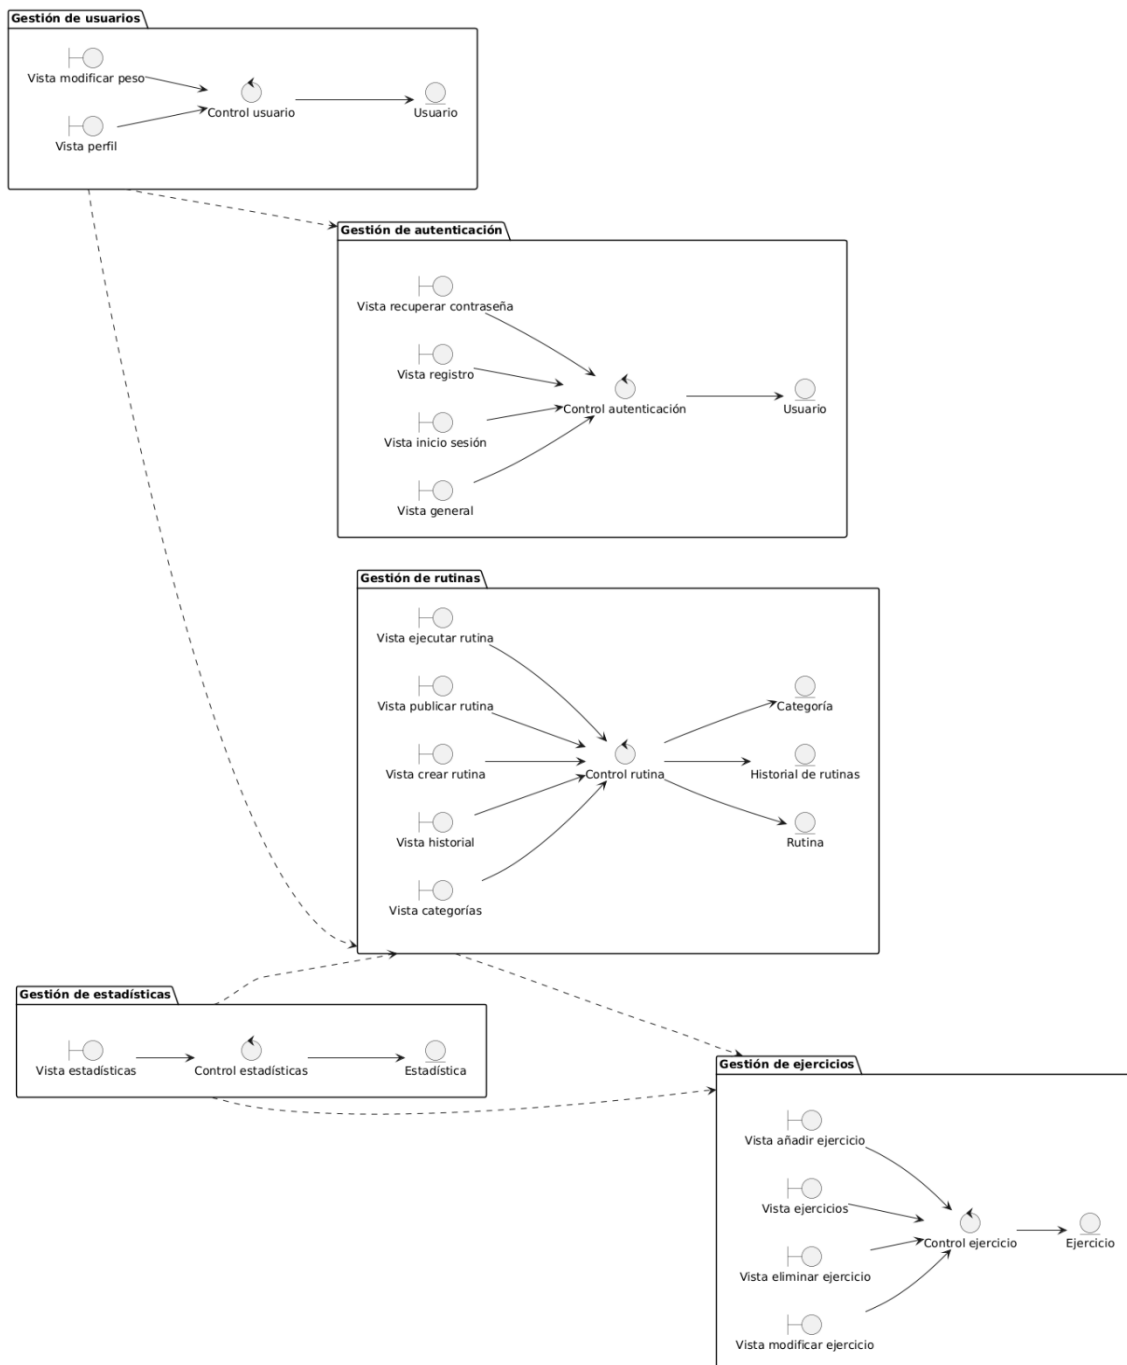 Gestión de usuarios
Vista modificar peso
Control usuario
Usuario
Vista perfil
Gestión de autenticación
Vista recuperar contraseña
Vista registro
Control autenticación
Usuario
Vista inicio sesión
Vista general
Gestión de rutinas
Vista ejecutar rutina
Vista publicar rutina
Categoría
Vista crear rutina
Control rutina
Historial de rutinas
Vista historial
Rutina
Vista categorías
Gestión de estadísticas
Vista estadísticas
Control estadísticas
Estadística
Gestión de ejercicios
Vista añadir ejercicio
Vista ejercicios
Control ejercicio
Ejercicio
Vista eliminar ejercicio
Vista modificar ejercicio